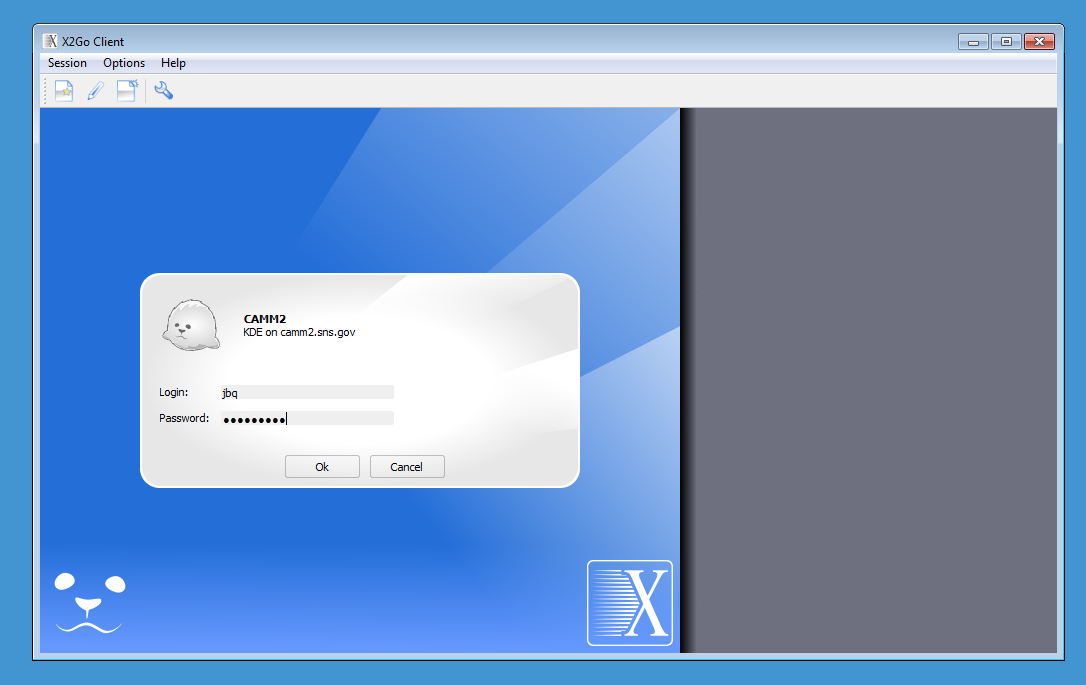 X2Go Client
Session Options Help
CAMM2
KDE on camm2.sns.gov
Login: jbq
Password: •••••••••
Ok Cancel
X